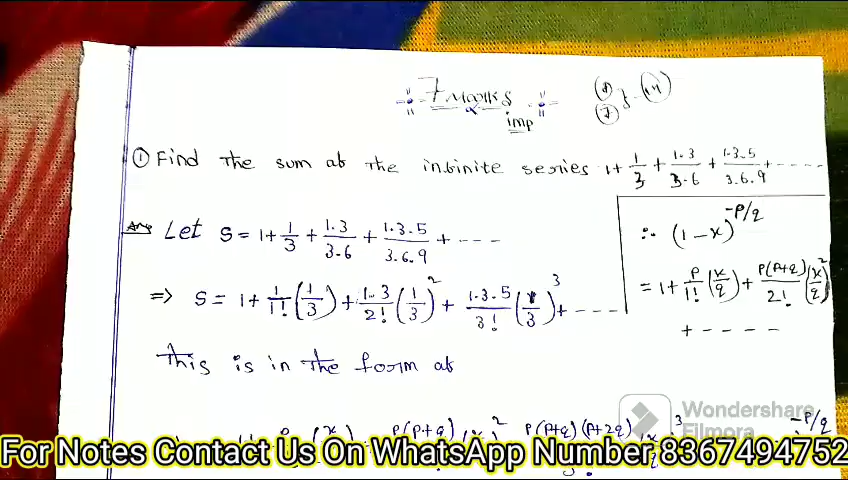 7 Marks
imp
① Find the sum of the infinite series 1 + 1/3 + 1·3/3·6 + 1·3·5/3·6·9 + -----
Ans Let S = 1 + 1/3 + 1·3/3·6 + 1·3·5/3·6·9 + ---
⇒ S = 1 + 1/1! (1/3) + 1·3/2! (1/3)² + 1·3·5/3! (1/3)³ + ----
∴ (1-x)^-P/q
= 1 + P/1! (x/q) + P(P+q)/2! (x/q)²
+ -----
This is in the form of
P(P+q) P(P+q)(P+2q) ³ -P/q
Wondershare
Filmora
For Notes Contact Us On WhatsApp Number 8367494752